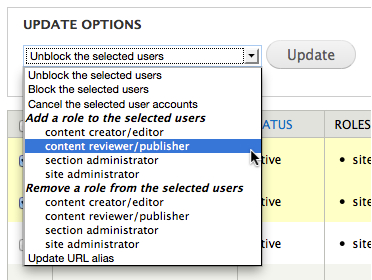 UPDATE OPTIONS
Unblock the selected users
Update
Unblock the selected users
Block the selected users
Cancel the selected user accounts
Add a role to the selected users
content creator/editor
content reviewer/publisher
section administrator
site administrator
Remove a role from the selected users
content creator/editor
content reviewer/publisher
section administrator
site administrator
Update URL alias
ATUS ROLES
tive • site
tive • site
tive • site